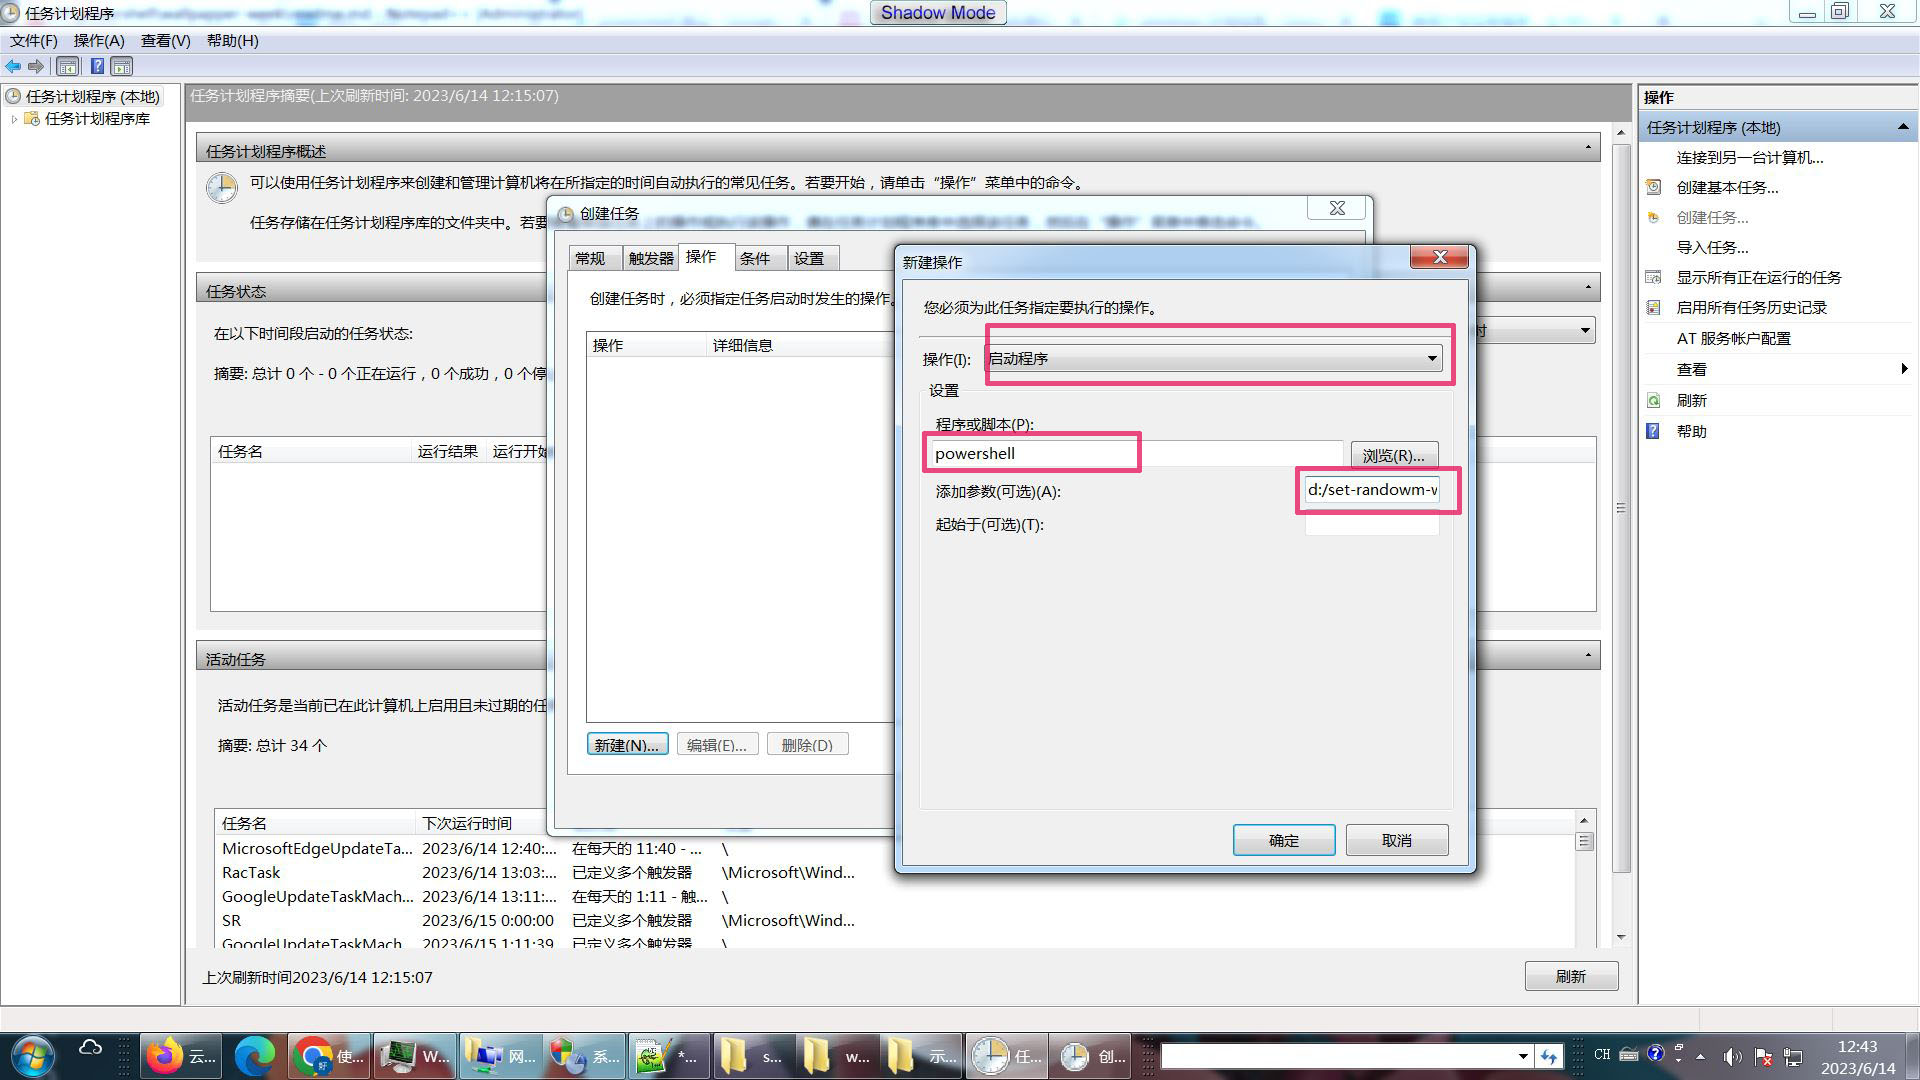 任务计划程序
Shadow Mode
文件(F) 操作(A) 查看(V) 帮助(H)
任务计划程序 (本地)
任务计划程序库
任务计划程序摘要(上次刷新时间: 2023/6/14 12:15:07)
任务计划程序概述
可以使用任务计划程序来创建和管理计算机将在所指定的时间自动执行的常见任务。若要开始，请单击“操作”菜单中的命令。
任务存储在任务计划程序库的文件夹中。若要
任务状态
在以下时间段启动的任务状态:
时
摘要: 总计 0 个 - 0 个正在运行，0 个成功，0 个停
任务名 运行结果 运行开始
活动任务
活动任务是当前已在此计算机上启用且未过期的任
摘要: 总计 34 个
任务名 下次运行时间
MicrosoftEdgeUpdateTa... 2023/6/14 12:40:... 在每天的 11:40 - ... \
RacTask 2023/6/14 13:03:... 已定义多个触发器 \Microsoft\Wind...
GoogleUpdateTaskMach... 2023/6/14 13:11:... 在每天的 1:11 - 触... \
SR 2023/6/15 0:00:00 已定义多个触发器 \Microsoft\Wind...
GoogleUpdateTaskMach 2023/6/15 1:11:39 已定义多个触发器 \
上次刷新时间2023/6/14 12:15:07
刷新
创建任务
常规 触发器 操作 条件 设置
创建任务时，必须指定任务启动时发生的操作。
操作 详细信息
新建(N)... 编辑(E)... 删除(D)
新建操作
您必须为此任务指定要执行的操作。
操作(I): 启动程序
设置
程序或脚本(P):
powershell
浏览(R)...
添加参数(可选)(A): d:/set-randowm-w
起始于(可选)(T):
确定 取消
操作
任务计划程序 (本地)
连接到另一台计算机...
创建基本任务...
创建任务...
导入任务...
显示所有正在运行的任务
启用所有任务历史记录
AT 服务帐户配置
查看
刷新
帮助
云... 使... W... 网... 系... *... s... w... 示... 任... 创...
CH
12:43
2023/6/14